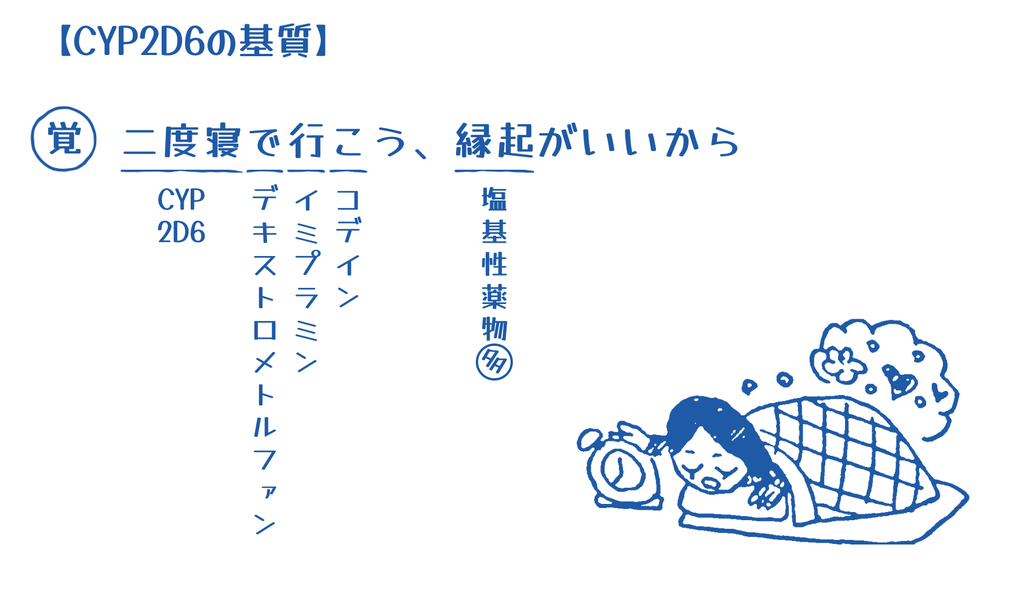 【CYP2D6の基質】
覚 二度寝で行こう、縁起がいいから
CYP
2D6
デキストロメトルファン
イミプラミン
コデイン
塩基性薬物
多